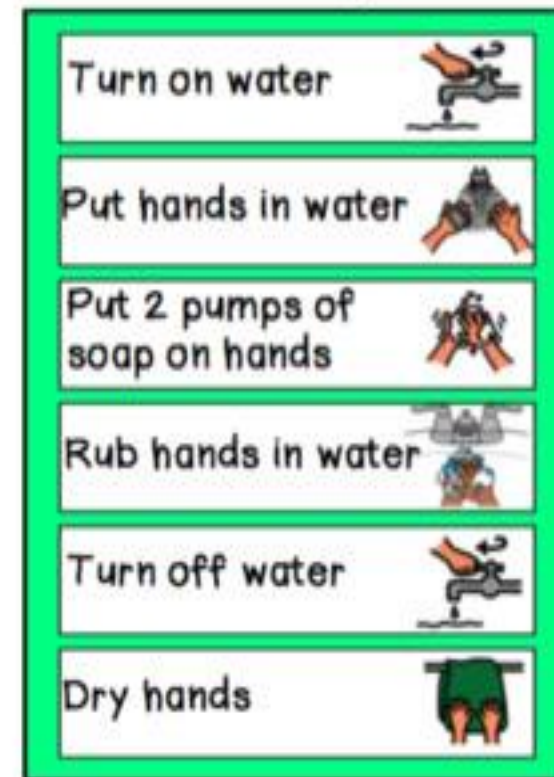 Turn on water
Put hands in water
Put 2 pumps of
soap on hands
Rub hands in water
Turn off water
Dry hands